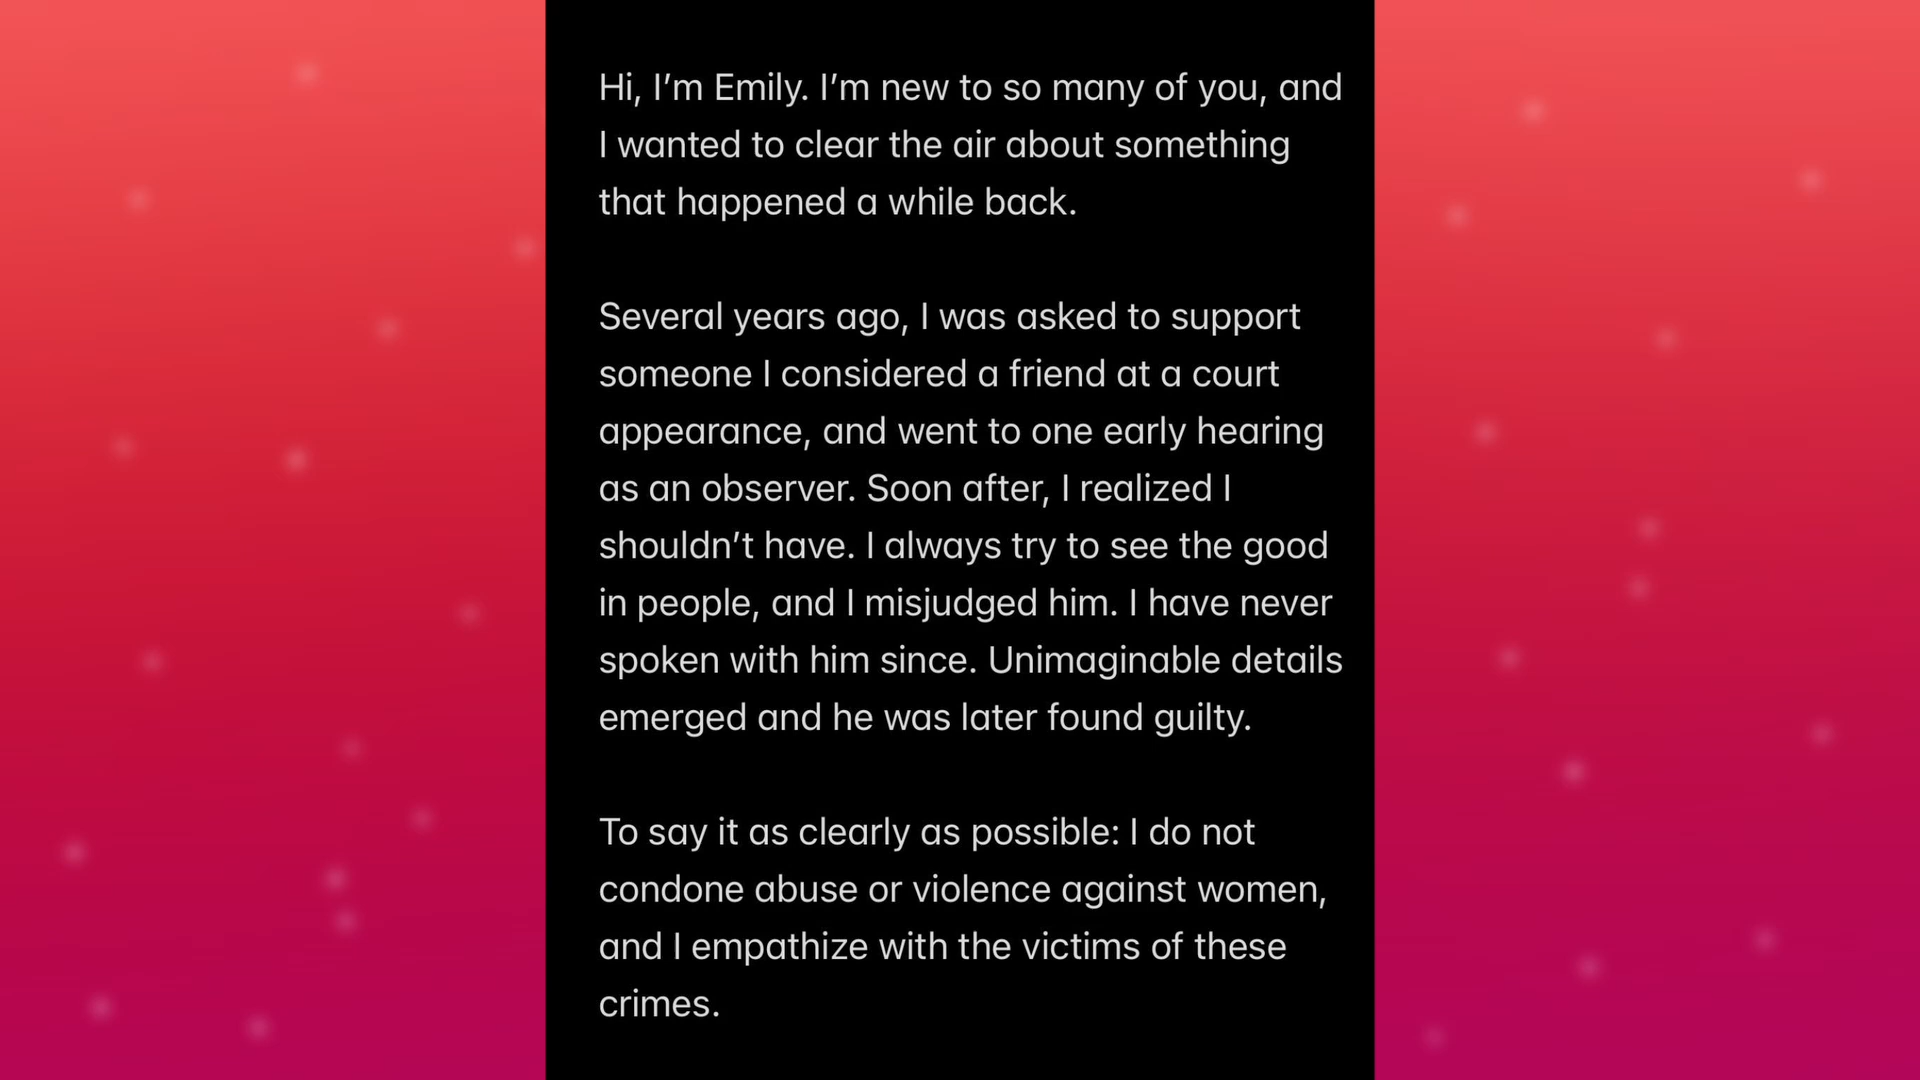 Hi, I’m Emily. I’m new to so many of you, and
I wanted to clear the air about something
that happened a while back.
Several years ago, I was asked to support
someone I considered a friend at a court
appearance, and went to one early hearing
as an observer. Soon after, I realized I
shouldn’t have. I always try to see the good
in people, and I misjudged him. I have never
spoken with him since. Unimaginable details
emerged and he was later found guilty.
To say it as clearly as possible: I do not
condone abuse or violence against women,
and I empathize with the victims of these
crimes.